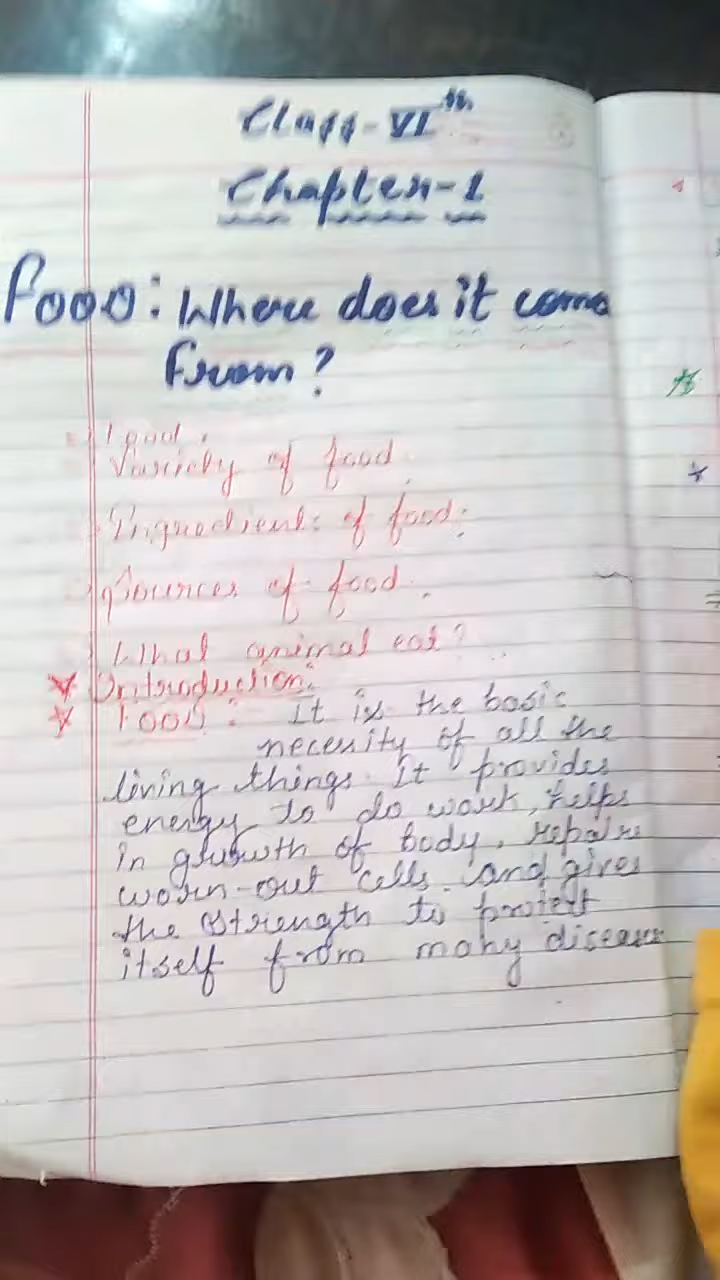 Class-VIth
Chapter-1
Food: Where does it come
From?
Food.
Variety of food.
Ingredients of food.
Sources of food.
What animal eat?
Introduction:
Food: It is the basic
necessity of all the
living things. It provides
energy to do work, helps
in growth of body, repairs
worn-out cells and gives
the strength to protect
itself from many diseases